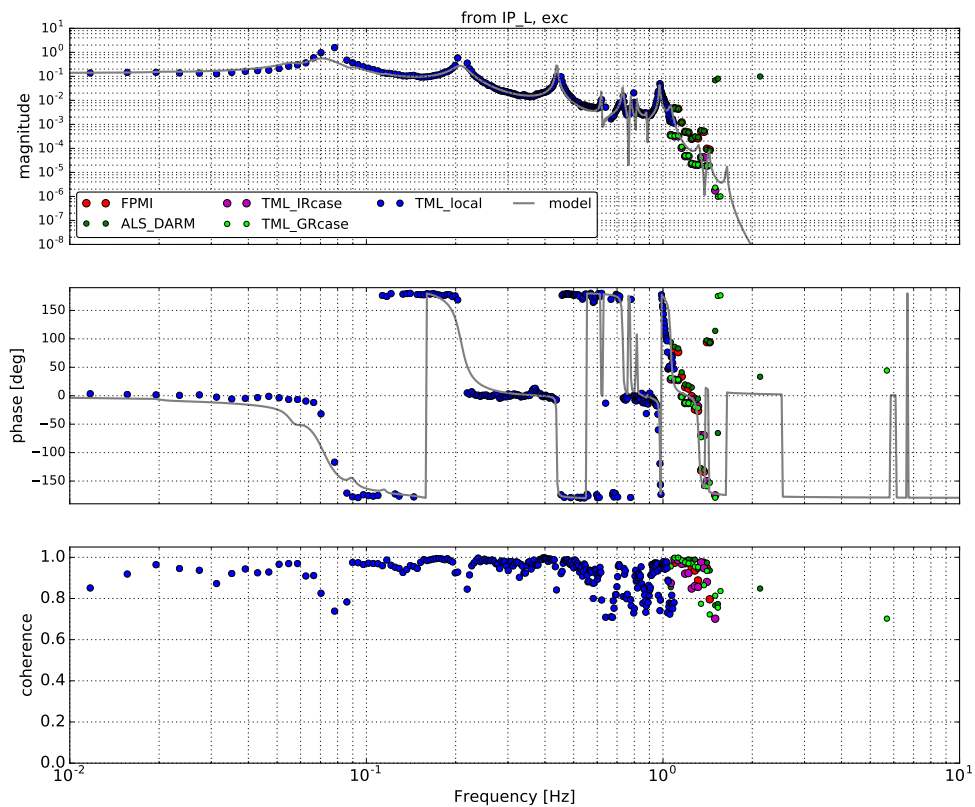 from IP_L, exc
10^1
10^0
10^-1
10^-2
10^-3
10^-4
10^-5
10^-6
10^-7
10^-8
magnitude
FPMI
ALS_DARM
TML_IRcase
TML_GRcase
TML_local
model
150
100
50
0
−50
−100
−150
phase [deg]
1.0
0.8
0.6
0.4
0.2
0.0
coherence
10^-2
10^-1
10^0
10^1
Frequency [Hz]